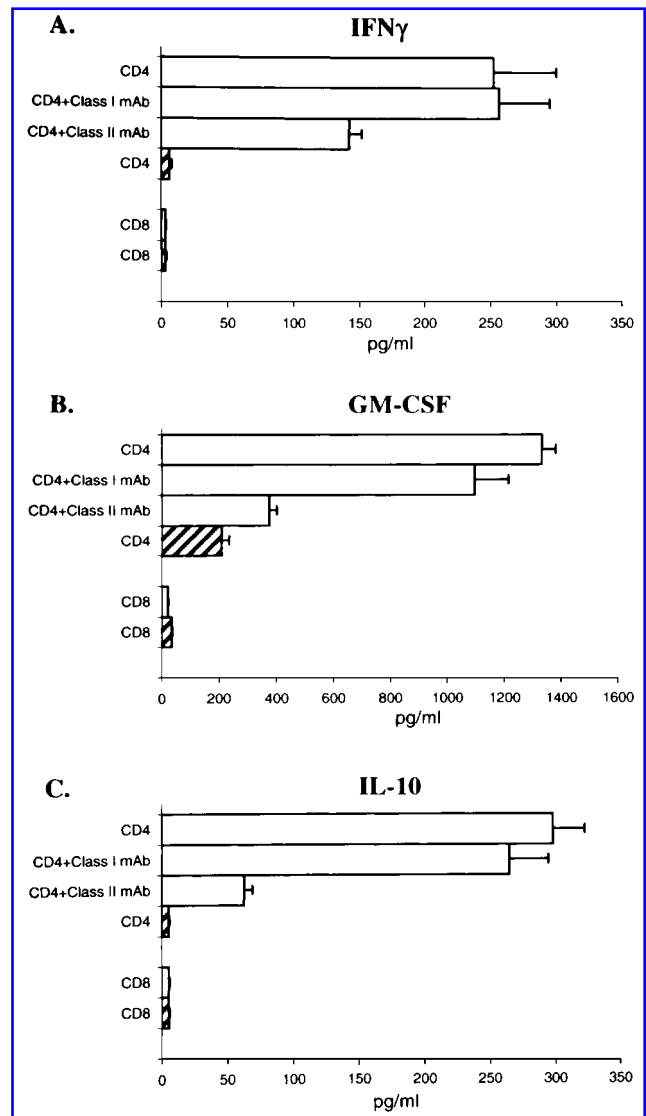 A. IFNγ
CD4
CD4+Class I mAb
CD4+Class II mAb
CD4
CD8
CD8
0 50 100 150 200 250 300 350
pg/ml
B. GM-CSF
CD4
CD4+Class I mAb
CD4+Class II mAb
CD4
CD8
CD8
0 200 400 600 800 1000 1200 1400 1600
pg/ml
C. IL-10
CD4
CD4+Class I mAb
CD4+Class II mAb
CD4
CD8
CD8
0 50 100 150 200 250 300 350
pg/ml